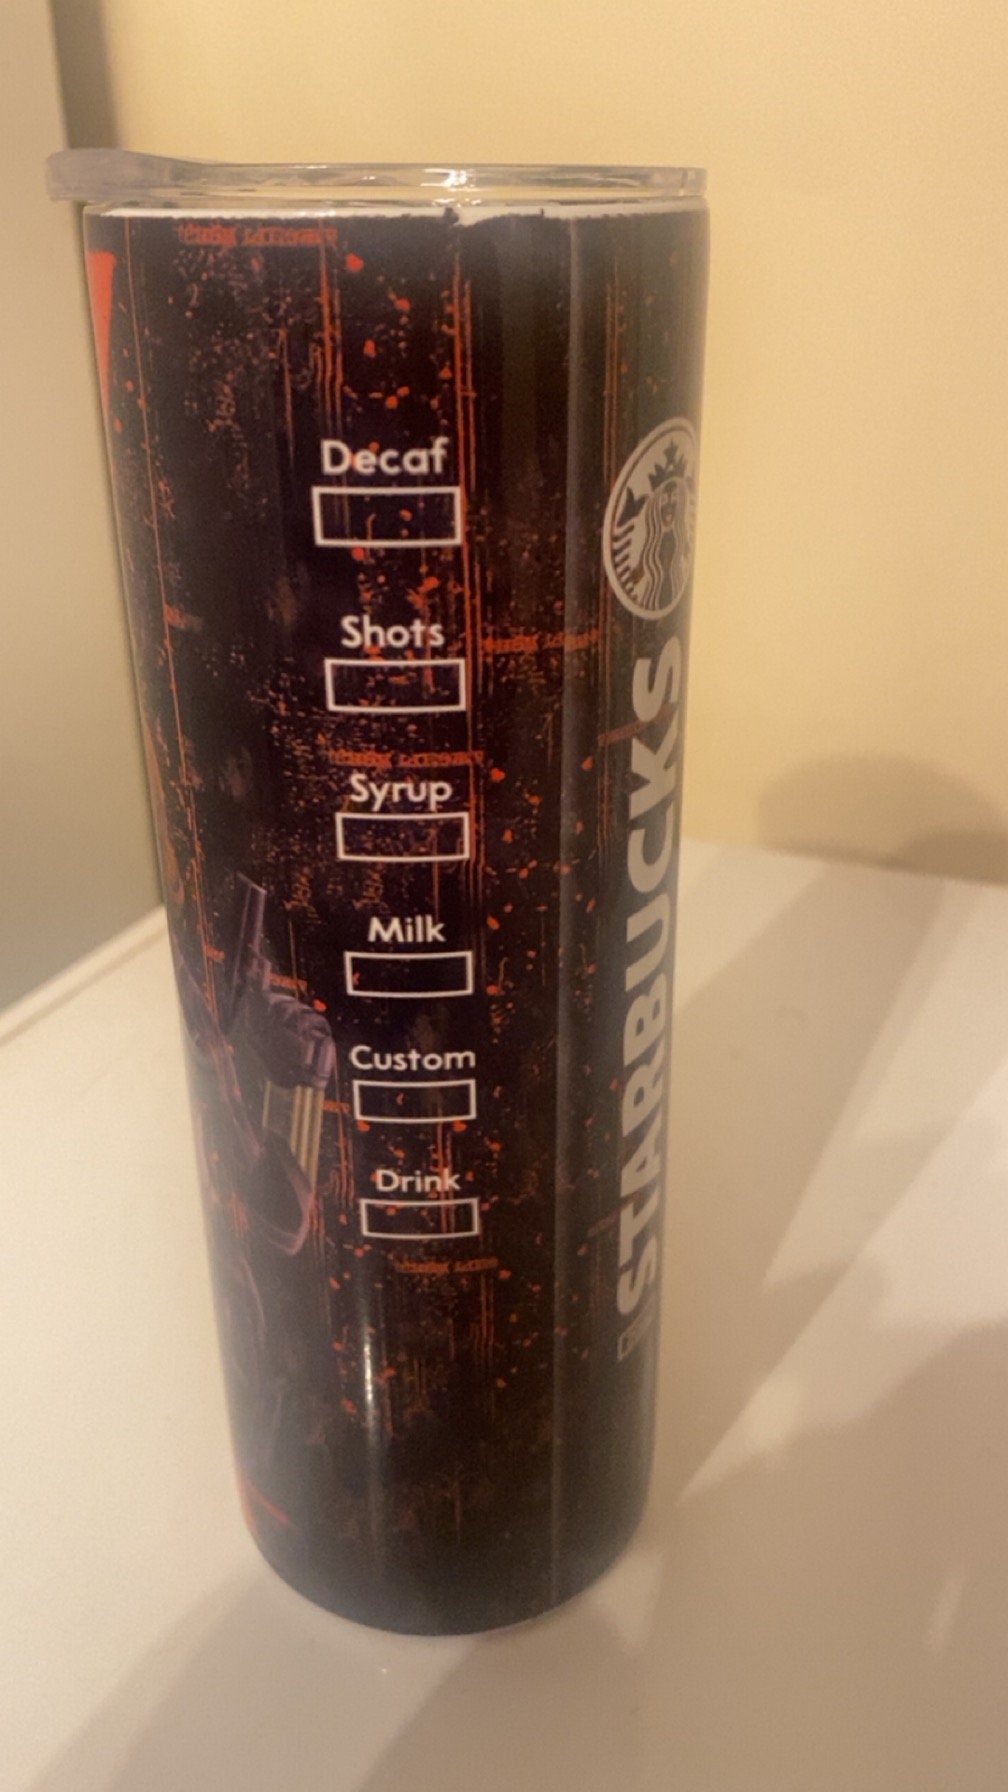 Decaf
Shots
Syrup
Milk
Custom
Drink
STARBUCKS